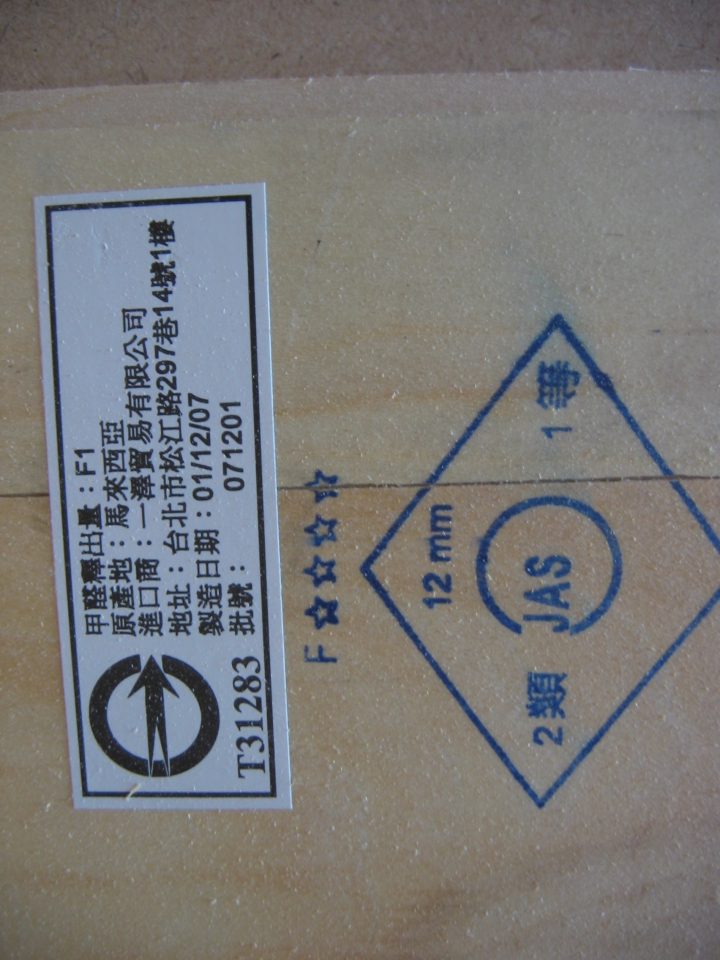 甲醛釋出量：F1
原產地：馬來西亞
進口商：一澤貿易有限公司
地址：台北市松江路297巷14號1樓
製造日期：01/12/07
批號：071201
T31283
F☆☆☆☆
12 mm
2類 JAS 1等